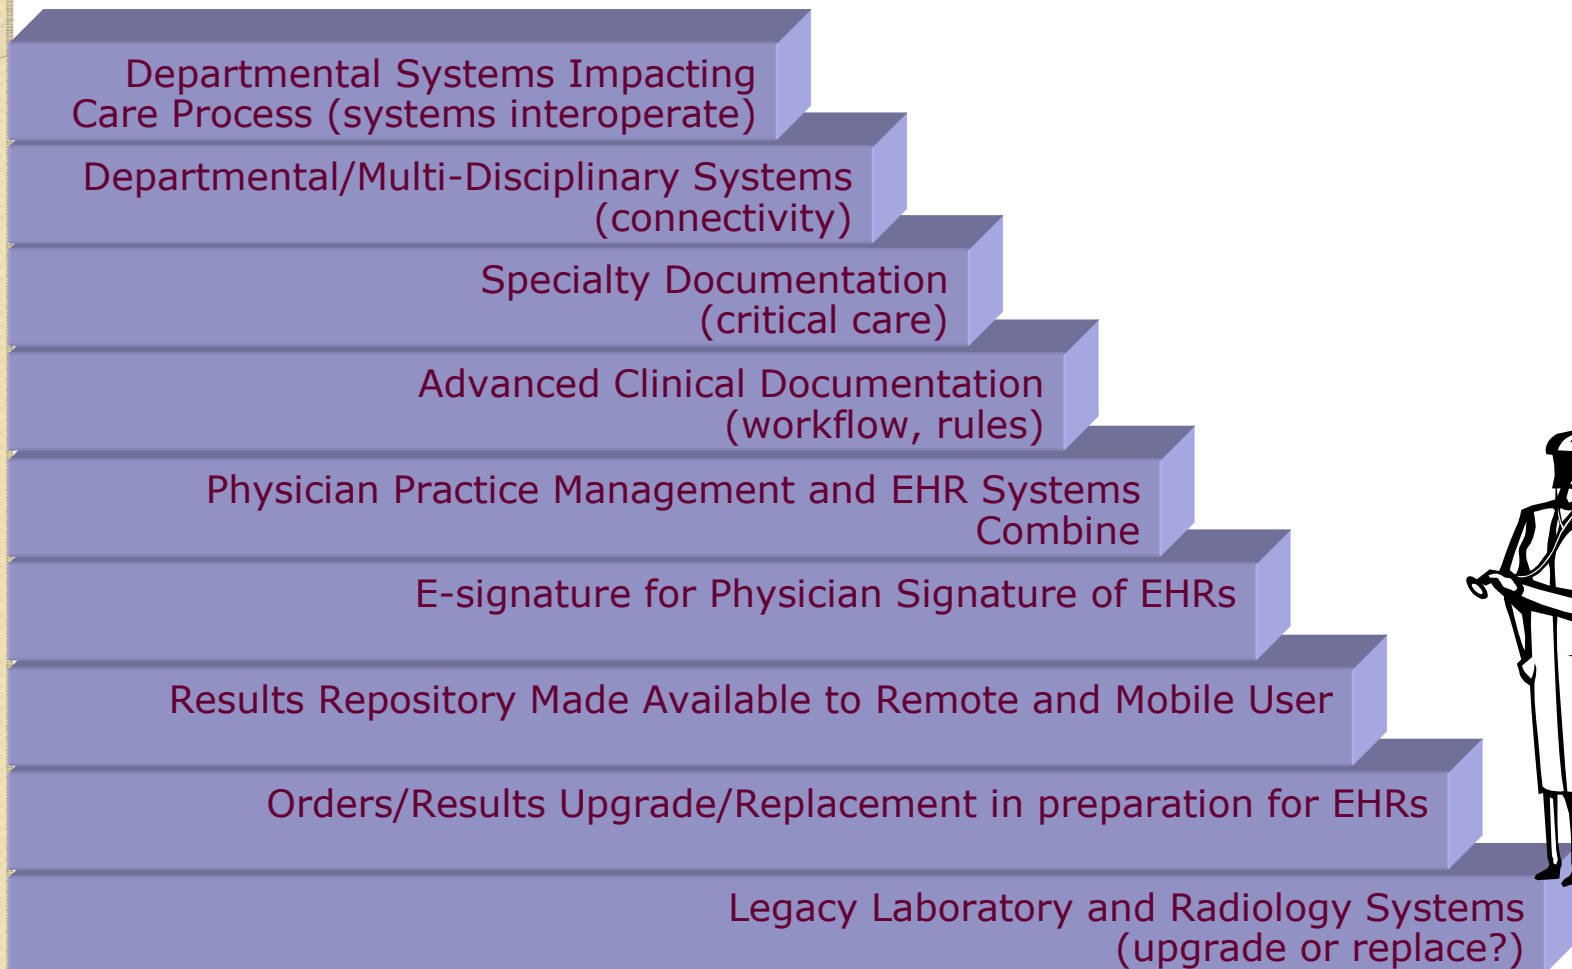 Departmental Systems Impacting
Care Process (systems interoperate)
Departmental/Multi-Disciplinary Systems
(connectivity)
Specialty Documentation
(critical care)
Advanced Clinical Documentation
(workflow, rules)
Physician Practice Management and EHR Systems
Combine
E-signature for Physician Signature of EHRs
Results Repository Made Available to Remote and Mobile User
Orders/Results Upgrade/Replacement in preparation for EHRs
Legacy Laboratory and Radiology Systems
(upgrade or replace?)